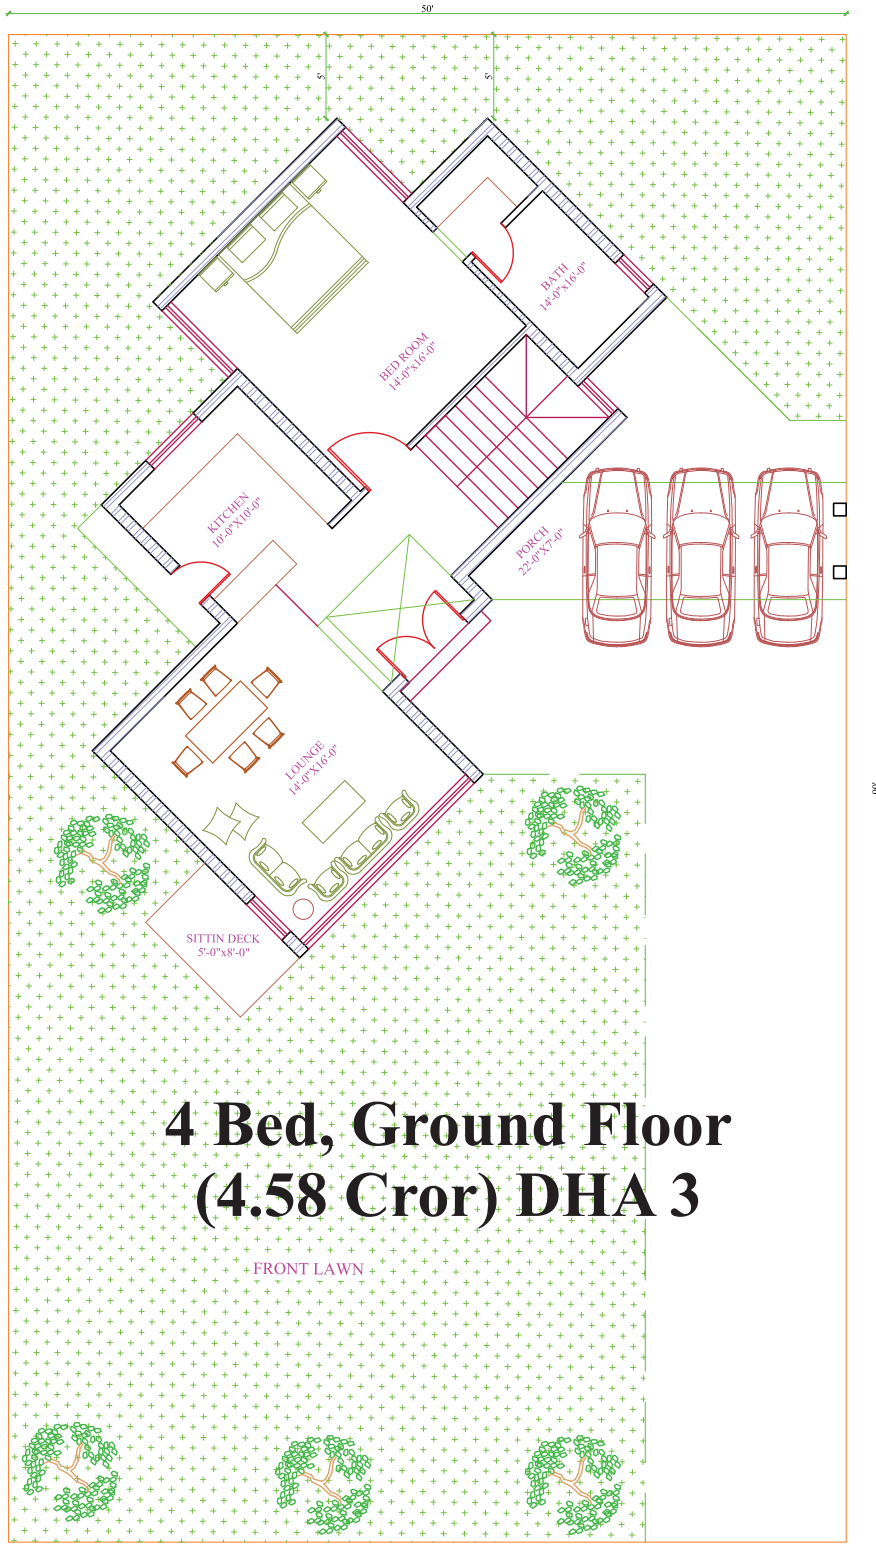 50'
5'
5'
BATH
14'-0"x16'-0"
BED ROOM
14'-0"x16'-0"
KITCHEN
10'-0"X10'-0"
PORCH
22'-0"X7'-0"
LOUNGE
14'-0"X16'-0"
90'
SITTIN DECK
5'-0"x8'-0"
4 Bed, Ground Floor
(4.58 Cror) DHA 3
FRONT LAWN